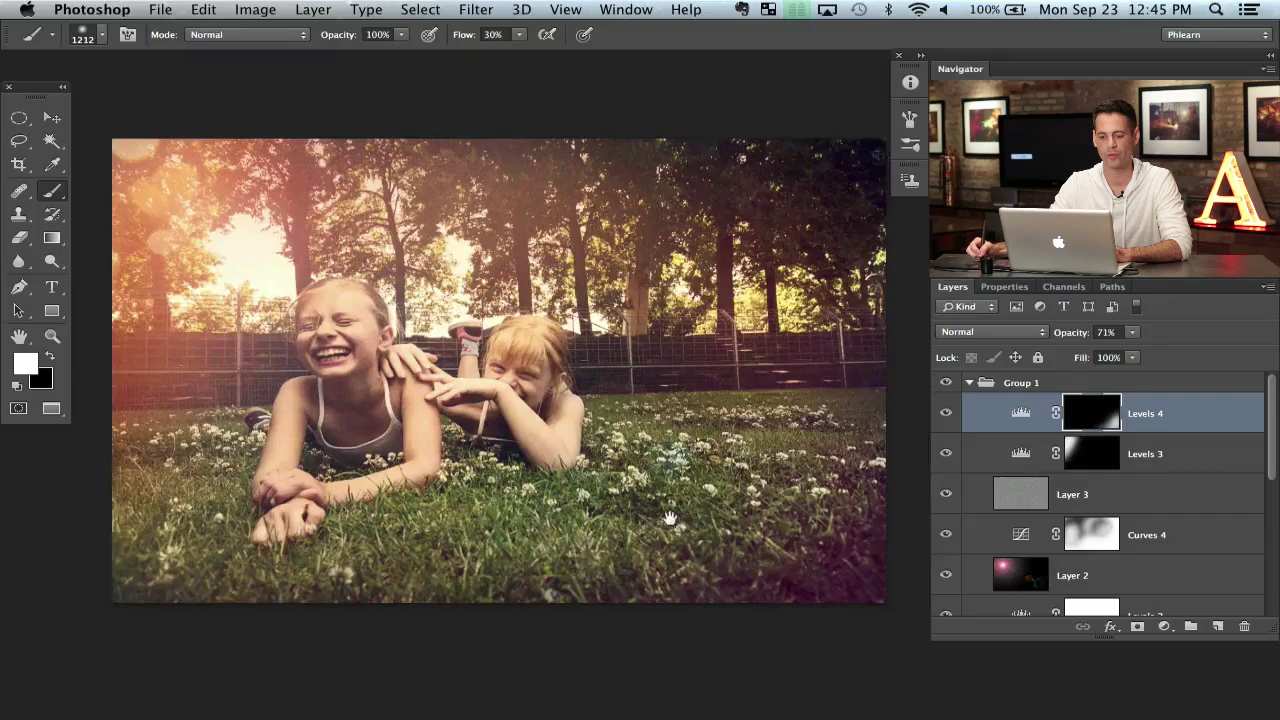 Photoshop File Edit Image Layer Type Select Filter 3D View Window Help 100% Mon Sep 23 12:45 PM
1212 Mode: Normal Opacity: 100% Flow: 30% Phlearn
Navigator
A
Layers Properties Channels Paths
Kind
Normal Opacity: 71%
Lock: Fill: 100%
Group 1
Levels 4
Levels 3
Layer 3
Curves 4
Layer 2
fx